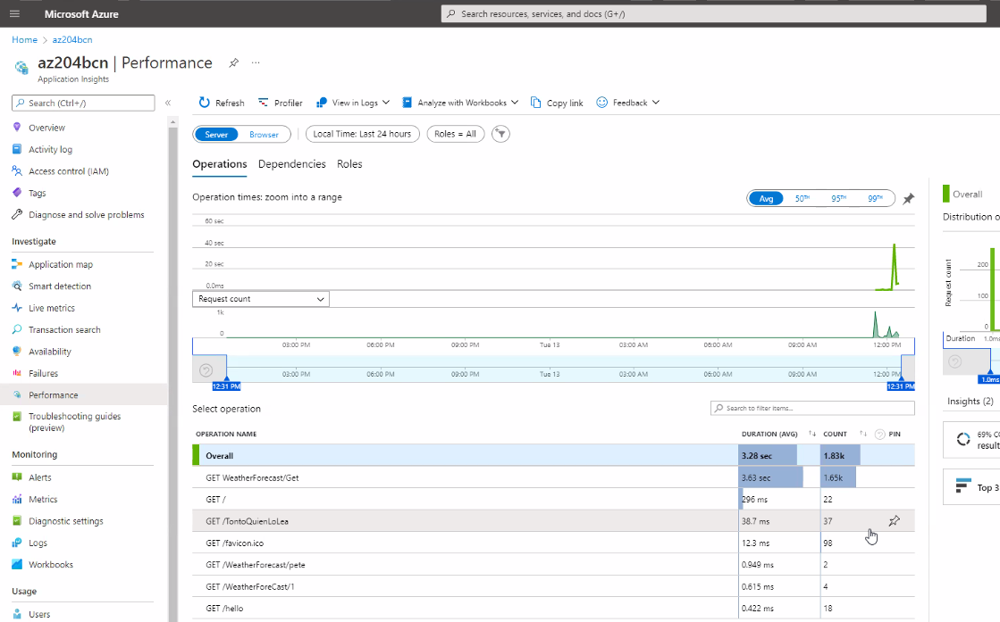 Microsoft Azure
Search resources, services, and docs (G+/)
Home > az204bcn
az204bcn | Performance
Application Insights
Search (Ctrl+/)
Overview
Activity log
Access control (IAM)
Tags
Diagnose and solve problems
Investigate
Application map
Smart detection
Live metrics
Transaction search
Availability
Failures
Performance
Troubleshooting guides
(preview)
Monitoring
Alerts
Metrics
Diagnostic settings
Logs
Workbooks
Usage
Users
Refresh Profiler View in Logs Analyze with Workbooks Copy link Feedback
Server Browser Local Time: Last 24 hours Roles = All
Operations Dependencies Roles
Operation times: zoom into a range
Avg 50TH 95TH 99TH
60 sec
40 sec
20 sec
0.0ms
Request count
1k
0
03:00 PM 06:00 PM 09:00 PM Tue 13 03:00 AM 06:00 AM 09:00 AM 12:00 PM
03:00 PM 06:00 PM 09:00 PM Tue 13 03:00 AM 06:00 AM 09:00 AM 12:00 PM
12:31 PM 12:31 PM
Select operation
Search to filter items...
OPERATION NAME DURATION (AVG) COUNT PIN
Overall 3.28 sec 1.83k
GET WeatherForecast/Get 3.63 sec 1.65k
GET / 296 ms 22
GET /TontoQuienLoLea 38.7 ms 37
GET /favicon.ico 12.3 ms 98
GET /WeatherForecast/pete 0.949 ms 2
GET /WeatherForeCast/1 0.615 ms 4
GET /hello 0.422 ms 18
Overall
Distribution o
Request count
200
100
0
Duration 1.0ms
1.0ms
Insights (2)
69% CO
result
Top 3